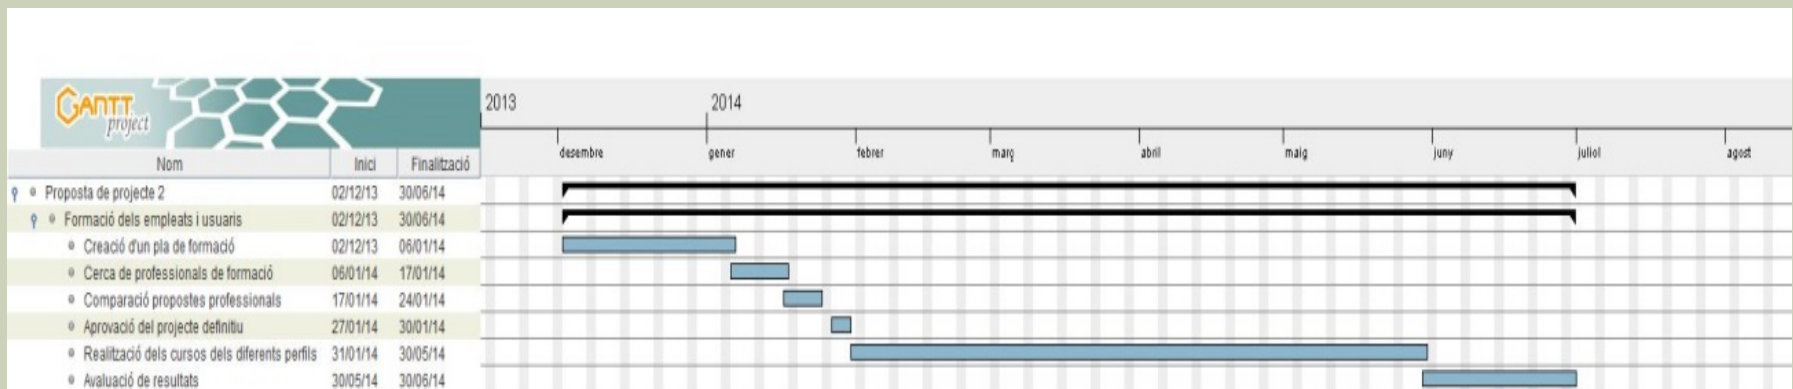 GANTT
project
2013 2014
desembre gener febrer març abril maig juny juliol agost
Nom Inici Finalització
Proposta de projecte 2 02/12/13 30/06/14
Formació dels empleats i usuaris 02/12/13 30/06/14
Creació d'un pla de formació 02/12/13 06/01/14
Cerca de professionals de formació 06/01/14 17/01/14
Comparació propostes professionals 17/01/14 24/01/14
Aprovació del projecte definitiu 27/01/14 30/01/14
Realització dels cursos dels diferents perfils 31/01/14 30/05/14
Avaluació de resultats 30/05/14 30/06/14